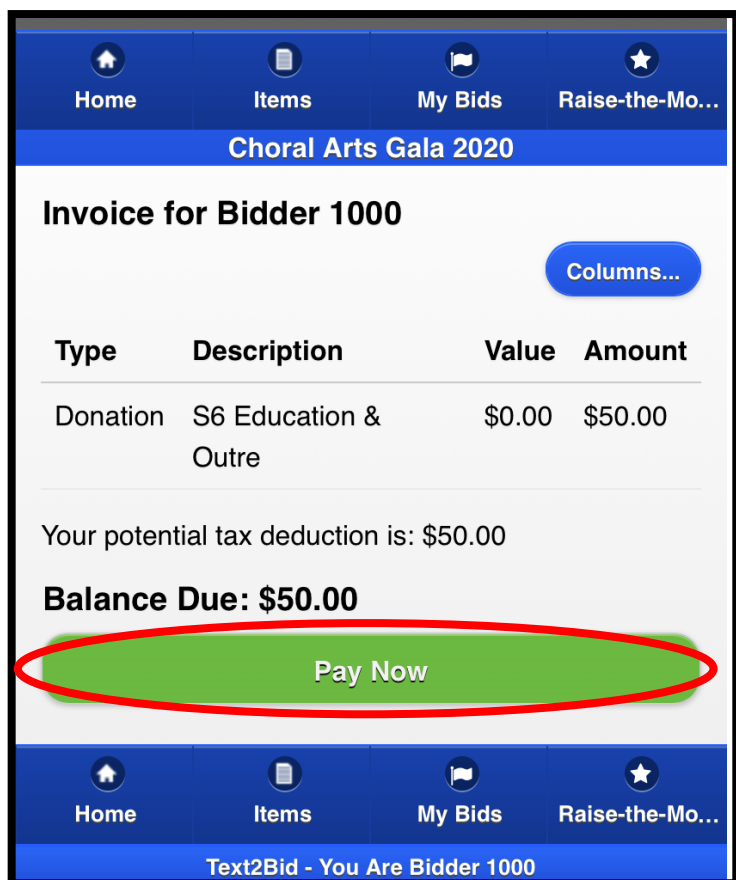 Home Items My Bids Raise-the-Mo...
Choral Arts Gala 2020
Invoice for Bidder 1000
Columns...
Type Description Value Amount
Donation S6 Education & $0.00 $50.00
Outre
Your potential tax deduction is: $50.00
Balance Due: $50.00
Pay Now
Home Items My Bids Raise-the-Mo...
Text2Bid - You Are Bidder 1000